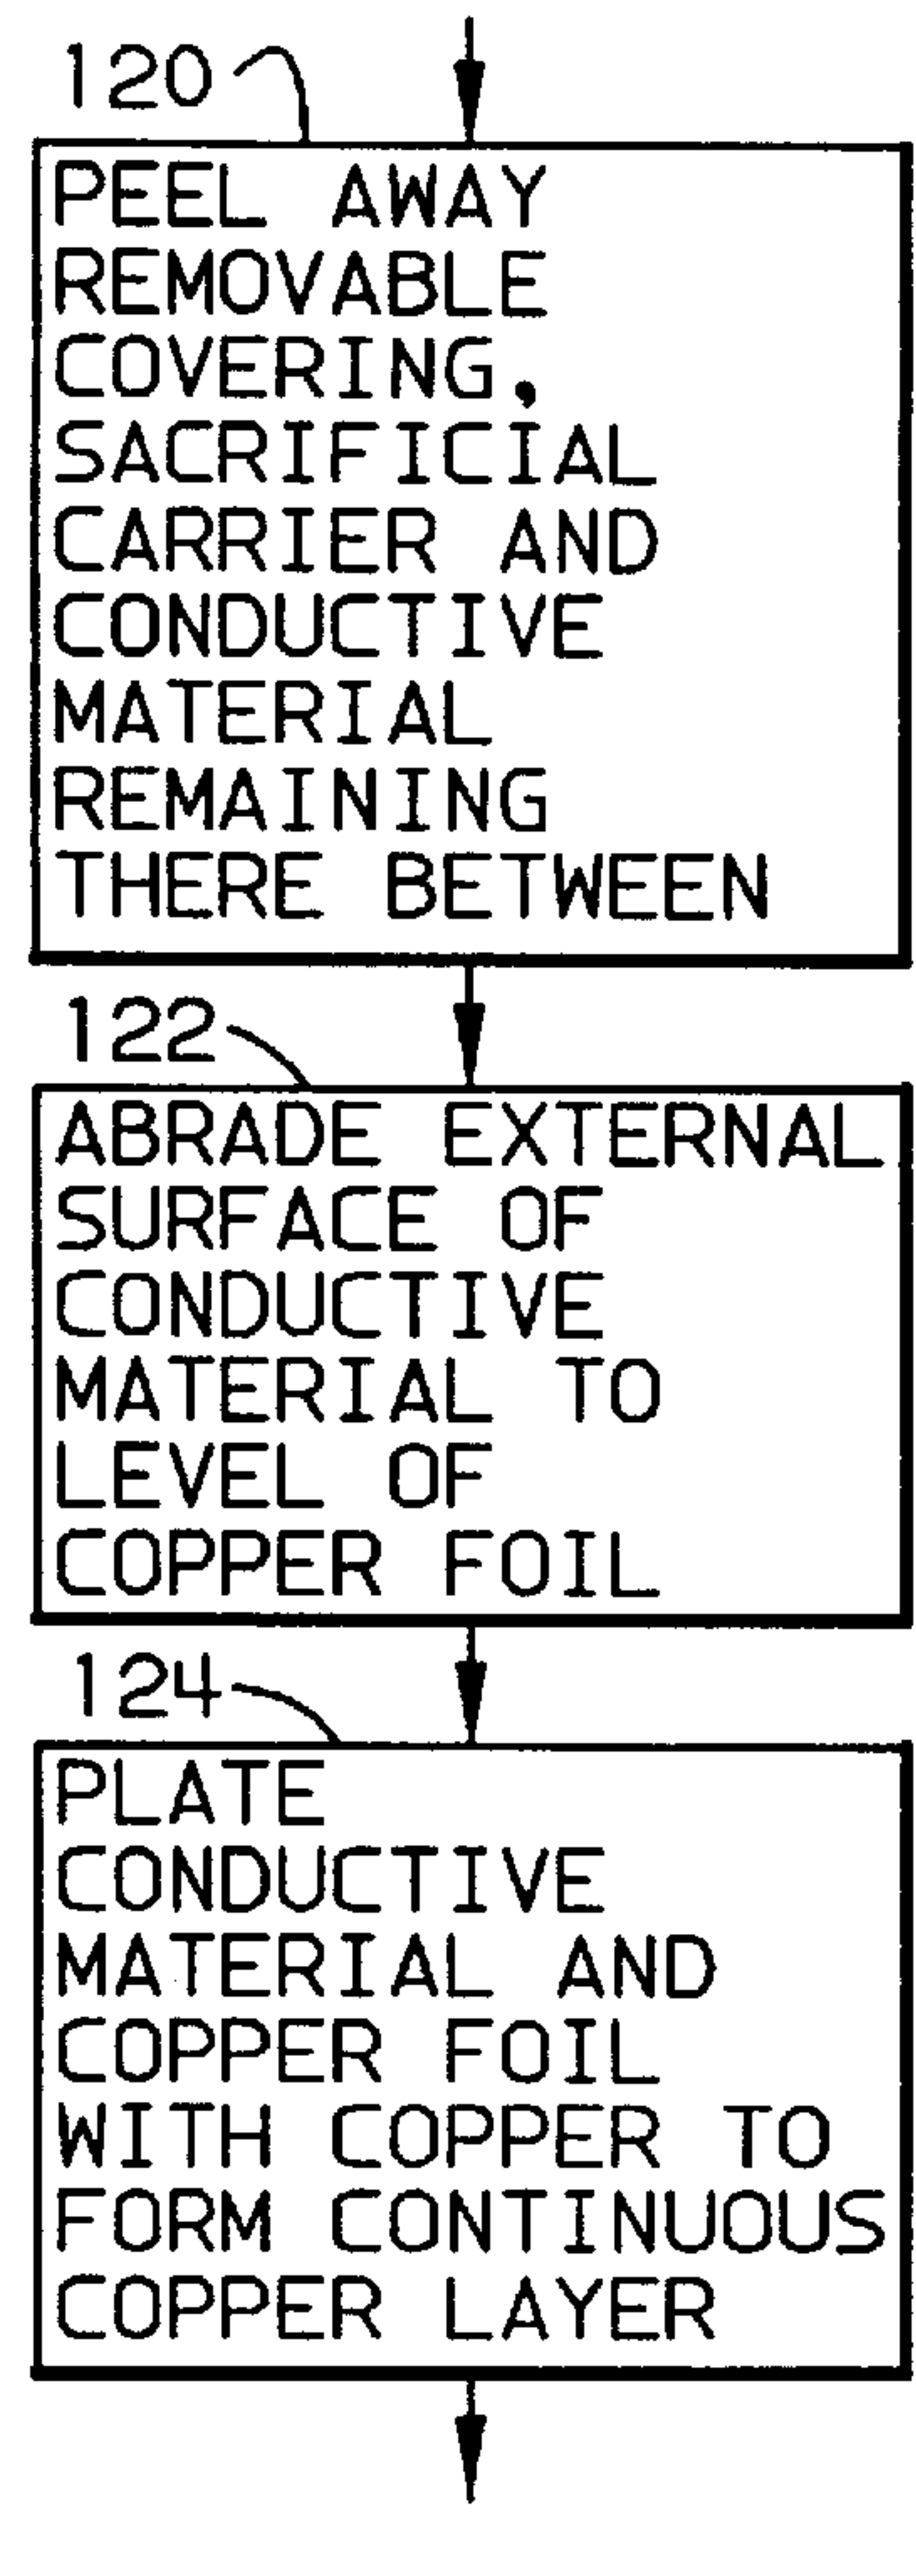 120
PEEL AWAY
REMOVABLE
COVERING,
SACRIFICIAL
CARRIER AND
CONDUCTIVE
MATERIAL
REMAINING
THERE BETWEEN
122
ABRADE EXTERNAL
SURFACE OF
CONDUCTIVE
MATERIAL TO
LEVEL OF
COPPER FOIL
124
PLATE
CONDUCTIVE
MATERIAL AND
COPPER FOIL
WITH COPPER TO
FORM CONTINUOUS
COPPER LAYER